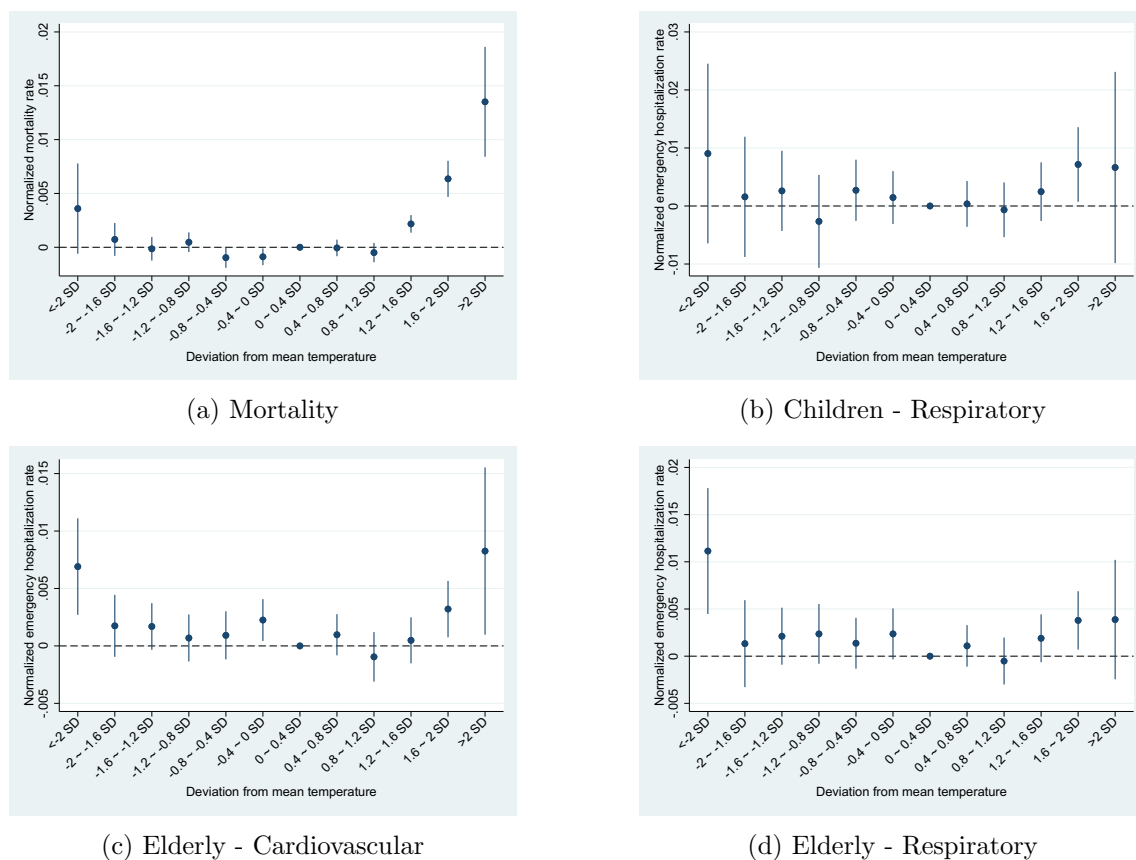 Normalized mortality rate
.02
.015
.01
.005
0
<-2 SD
-2 ~ -1.6 SD
-1.6 ~ -1.2 SD
-1.2 ~ -0.8 SD
-0.8 ~ -0.4 SD
-0.4 ~ 0 SD
0 ~ 0.4 SD
0.4 ~ 0.8 SD
0.8 ~ 1.2 SD
1.2 ~ 1.6 SD
1.6 ~ 2 SD
>2 SD
Deviation from mean temperature
(a) Mortality
Normalized emergency hospitalization rate
.03
.02
.01
0
-.01
<-2 SD
-2 ~ -1.6 SD
-1.6 ~ -1.2 SD
-1.2 ~ -0.8 SD
-0.8 ~ -0.4 SD
-0.4 ~ 0 SD
0 ~ 0.4 SD
0.4 ~ 0.8 SD
0.8 ~ 1.2 SD
1.2 ~ 1.6 SD
1.6 ~ 2 SD
>2 SD
Deviation from mean temperature
(b) Children - Respiratory
Normalized emergency hospitalization rate
.015
.01
.005
0
-.005
<-2 SD
-2 ~ -1.6 SD
-1.6 ~ -1.2 SD
-1.2 ~ -0.8 SD
-0.8 ~ -0.4 SD
-0.4 ~ 0 SD
0 ~ 0.4 SD
0.4 ~ 0.8 SD
0.8 ~ 1.2 SD
1.2 ~ 1.6 SD
1.6 ~ 2 SD
>2 SD
Deviation from mean temperature
(c) Elderly - Cardiovascular
Normalized emergency hospitalization rate
.02
.015
.01
.005
0
-.005
<-2 SD
-2 ~ -1.6 SD
-1.6 ~ -1.2 SD
-1.2 ~ -0.8 SD
-0.8 ~ -0.4 SD
-0.4 ~ 0 SD
0 ~ 0.4 SD
0.4 ~ 0.8 SD
0.8 ~ 1.2 SD
1.2 ~ 1.6 SD
1.6 ~ 2 SD
>2 SD
Deviation from mean temperature
(d) Elderly - Respiratory